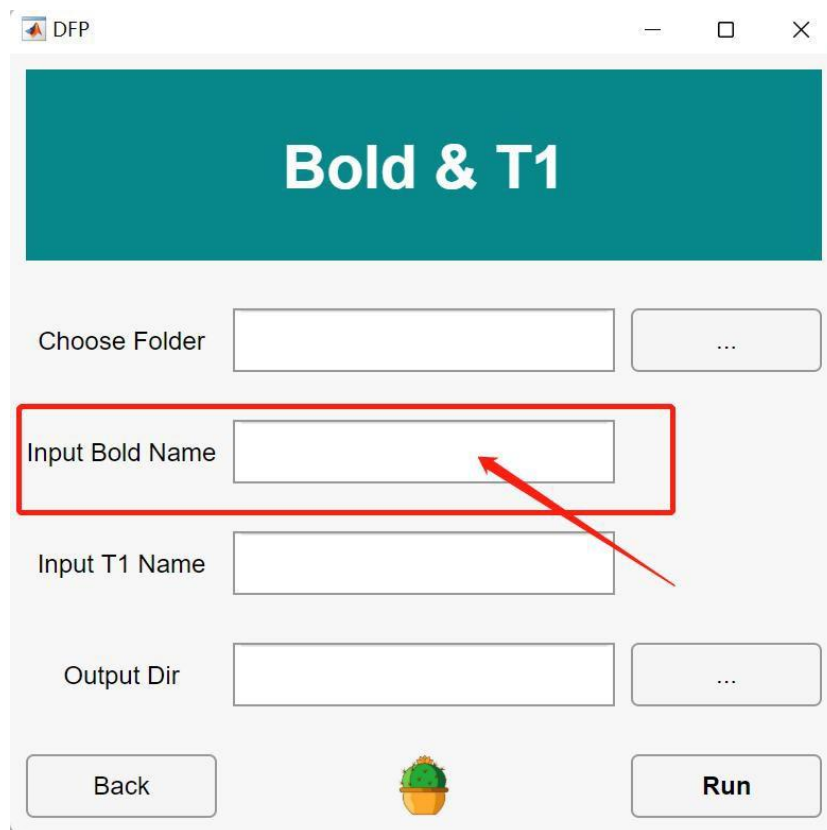 DFP
Bold & T1
Choose Folder
...
Input Bold Name
Input T1 Name
Output Dir
...
Back
Run